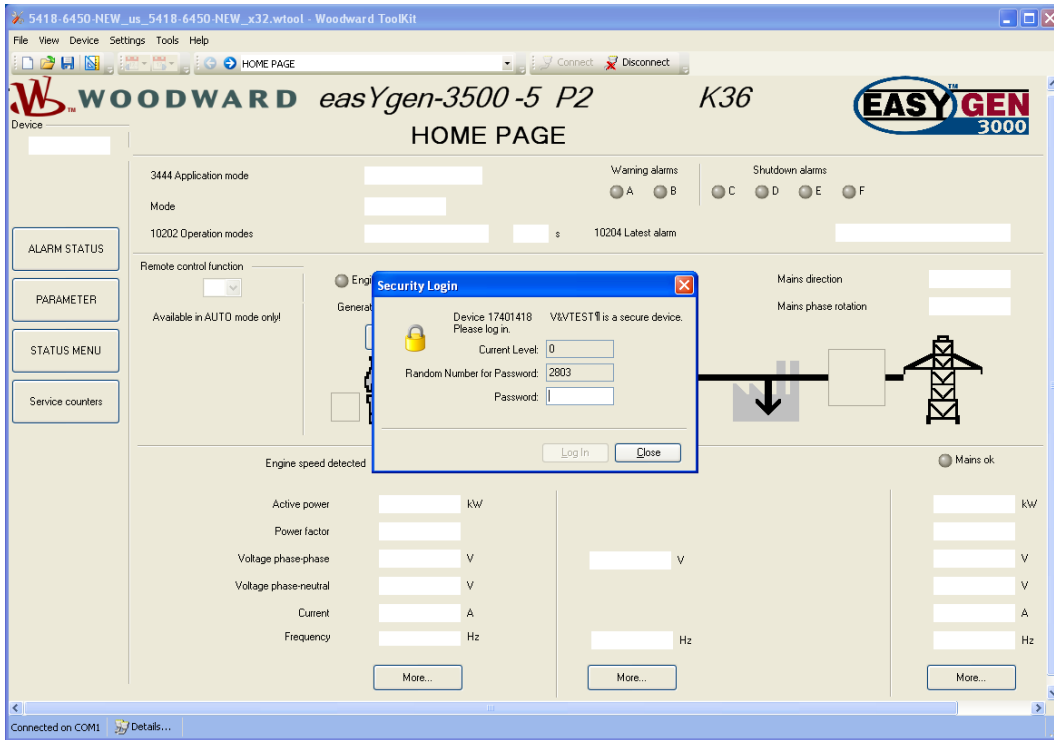 5418-6450-NEW_us_5418-6450-NEW_x32.wtool - Woodward ToolKit
File View Device Settings Tools Help
HOME PAGE Connect Disconnect
WOODWARD easYgen-3500 -5 P2 K36 EASYGEN 3000
Device
HOME PAGE
3444 Application mode
Warning alarms Shutdown alarms
A B C D E F
Mode
10202 Operation modes s 10204 Latest alarm
ALARM STATUS
PARAMETER
STATUS MENU
Service counters
Remote control function
Available in AUTO mode only!
Engi
Generat
Mains direction
Mains phase rotation
Security Login
Device 17401418 V&VTEST¶ is a secure device.
Please log in.
Current Level: 0
Random Number for Password: 2803
Password:
Log In Close
Engine speed detected Mains ok
Active power kW kW
Power factor
Voltage phase-phase V V V
Voltage phase-neutral V V
Current A A
Frequency Hz Hz Hz
More... More... More...
Connected on COM1 Details...